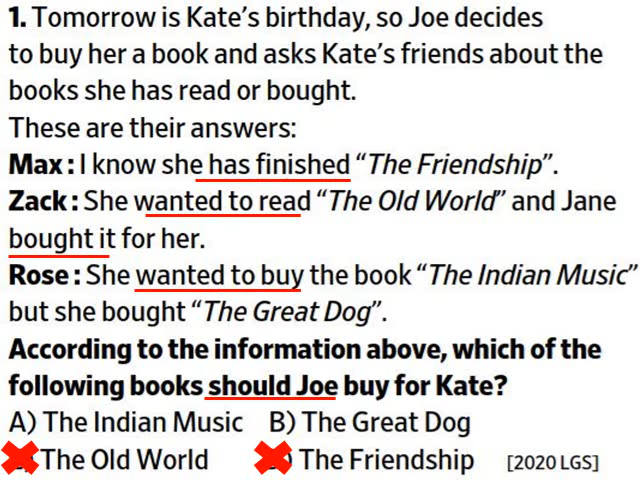 1. Tomorrow is Kate’s birthday, so Joe decides
to buy her a book and asks Kate’s friends about the
books she has read or bought.
These are their answers:
Max : I know she has finished “The Friendship”.
Zack : She wanted to read “The Old World” and Jane
bought it for her.
Rose : She wanted to buy the book “The Indian Music”
but she bought “The Great Dog”.
According to the information above, which of the
following books should Joe buy for Kate?
A) The Indian Music B) The Great Dog
The Old World The Friendship [2020 LGS]